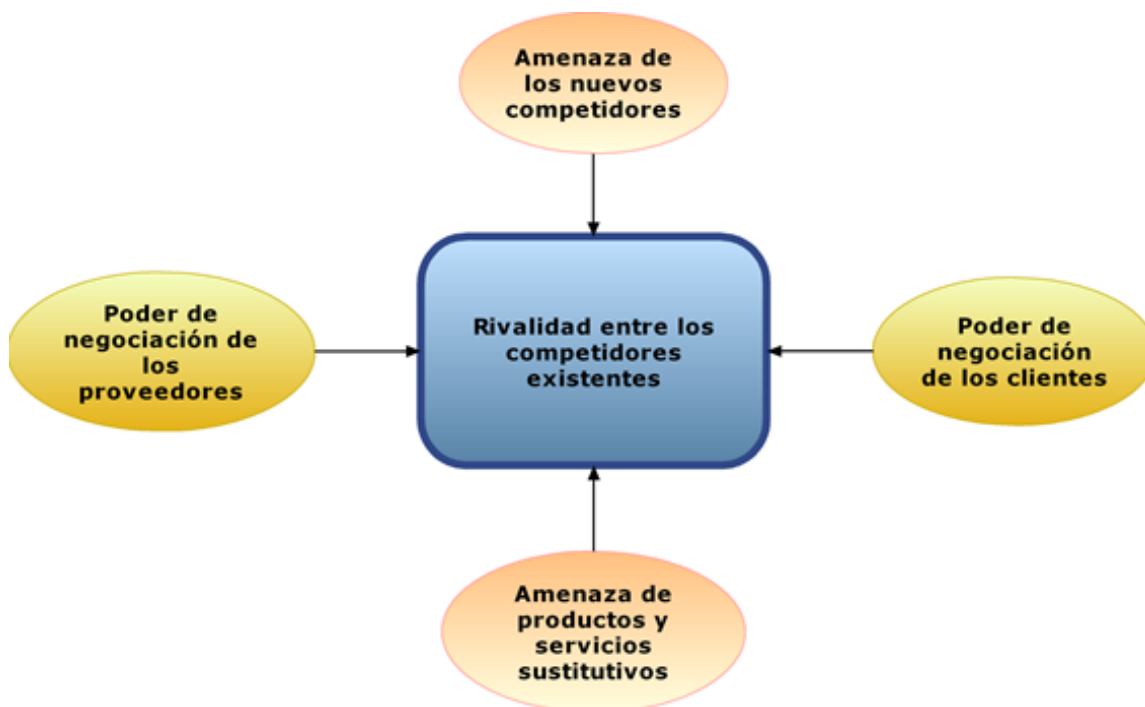 Amenaza de
los nuevos
competidores
Poder de
negociación de
los
proveedores
Rivalidad entre los
competidores
existentes
Poder de
negociación
de los clientes
Amenaza de
productos y
servicios
sustitutivos